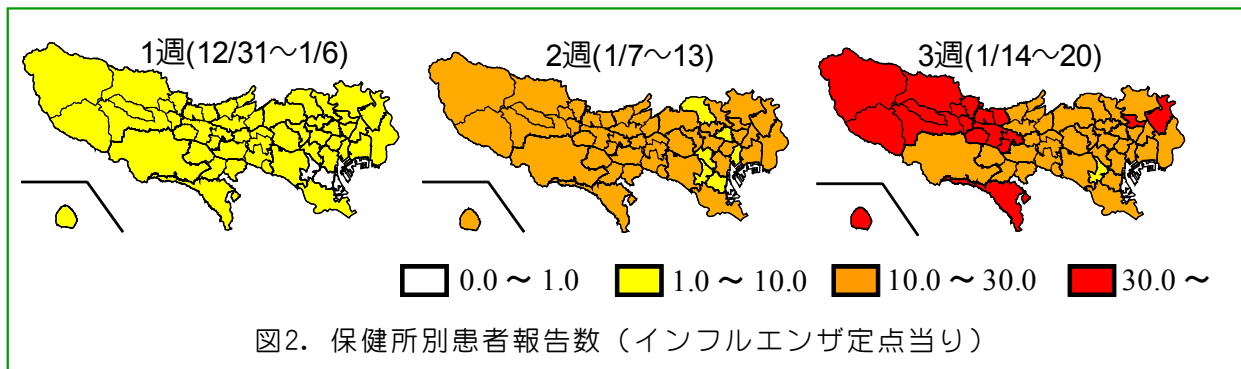 1週(12/31～1/6)
2週(1/7～13)
3週(1/14～20)
0.0 ～ 1.0
1.0 ～ 10.0
10.0 ～ 30.0
30.0 ～
図2. 保健所別患者報告数（インフルエンザ定点当り）